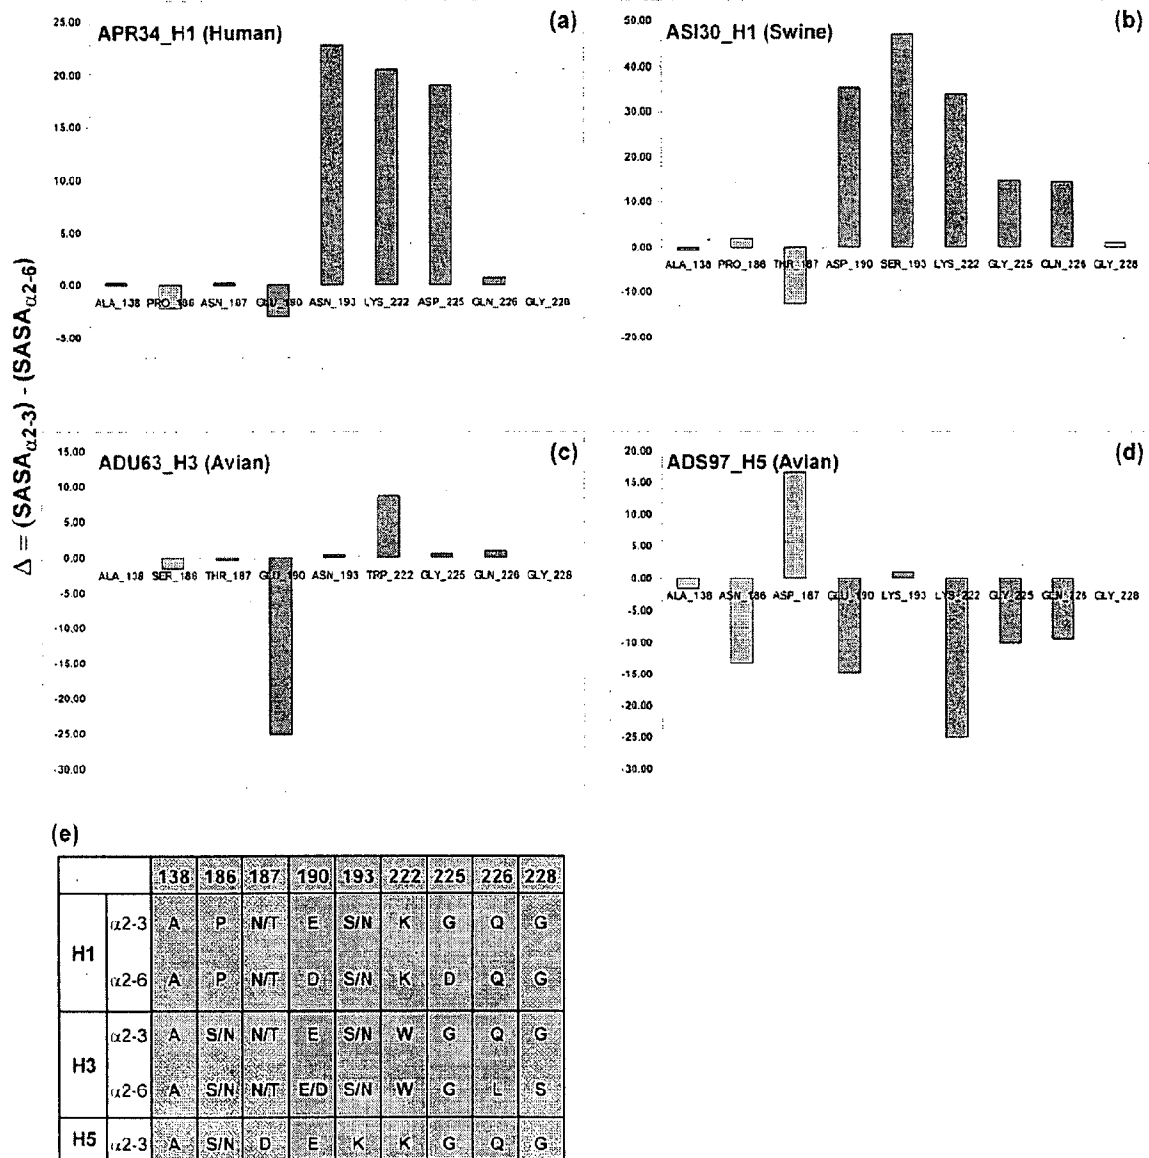 Δ = (SASAα2-3) - (SASAα2-6)
APR34_H1 (Human)
(a)
25.00
20.00
15.00
10.00
5.00
0.00
-5.00
ALA_138 PRO_186 ASN_187 GLU_190 ASN_193 LYS_222 ASP_225 GLN_226 GLY_228
ASI30_H1 (Swine)
(b)
50.00
40.00
30.00
20.00
10.00
0.00
-10.00
-20.00
ALA_138 PRO_186 THR_187 ASP_190 SER_193 LYS_222 GLY_225 GLN_226 GLY_228
ADU63_H3 (Avian)
(c)
15.00
10.00
5.00
0.00
-5.00
-10.00
-15.00
-20.00
-25.00
-30.00
ALA_138 SER_186 THR_187 GLU_190 ASN_193 TRP_222 GLY_225 GLN_226 GLY_228
ADS97_H5 (Avian)
(d)
20.00
15.00
10.00
5.00
0.00
-5.00
-10.00
-15.00
-20.00
-25.00
-30.00
ALA_138 ASN_186 ASP_187 GLU_190 LYS_193 LYS_222 GLY_225 GLN_226 GLY_228
(e)
138 186 187 190 193 222 225 226 228
H1
α2-3 A P N/T E S/N K G Q G
α2-6 A P N/T D S/N K D Q G
H3
α2-3 A S/N N/T E S/N W G Q G
α2-6 A S/N N/T E/D S/N W G L S
H5 α2-3 A S/N D E K K G Q G